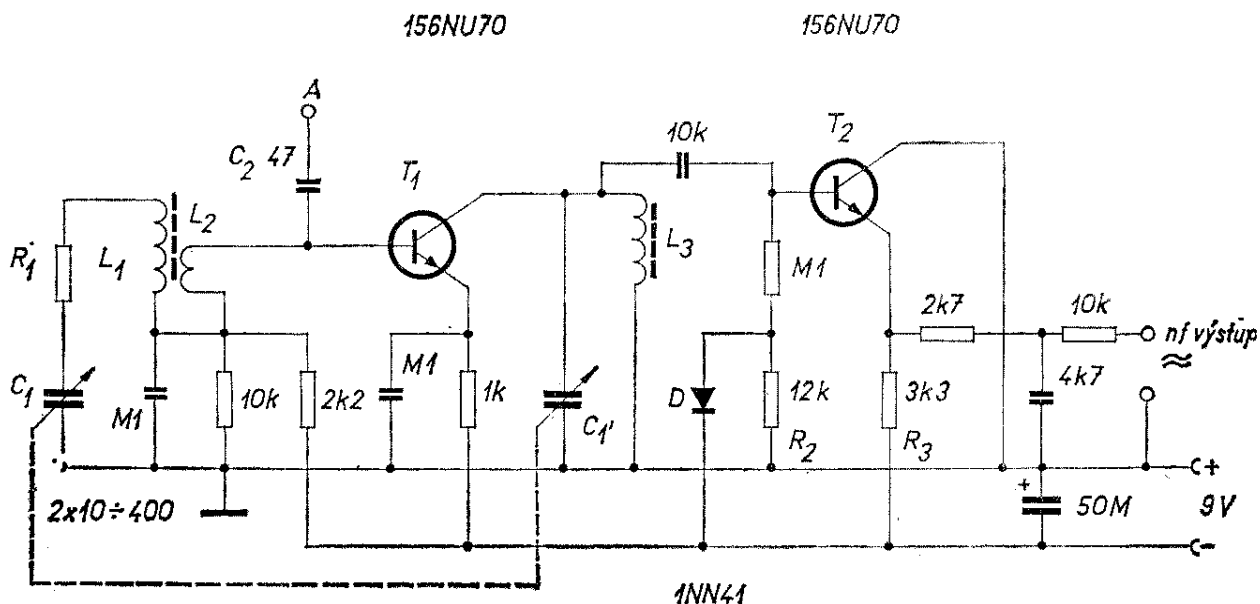 156NU70 156NU70
A
C2 47
T1
10k
T2
R1
L1
L2
L3
M1
2k7
10k
nf výstup
≈
C1
M1
10k
2k2
M1
1k
C1'
D
12k
R2
3k3
R3
4k7
+
2x10÷400
+
50M
9V
-
1NN41